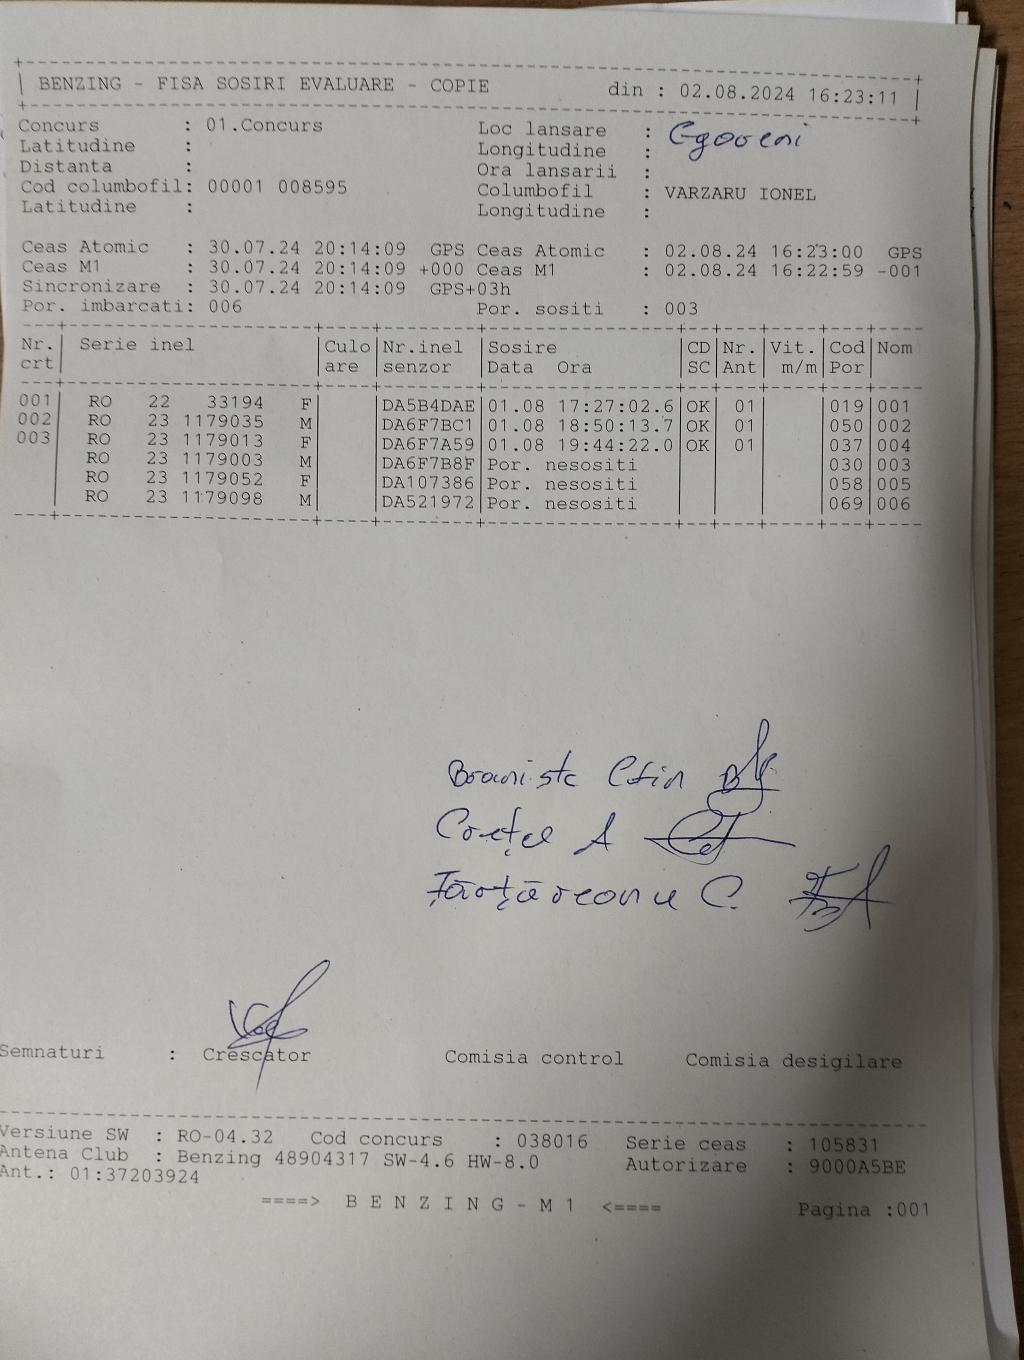 BENZING - FISA SOSIRI EVALUARE - COPIE din : 02.08.2024 16:23:11
Concurs : 01.Concurs Loc lansare :
Latitudine : Longitudine :
Distanta : Ora lansarii :
Cod columbofil: 00001 008595 Columbofil : VARZARU IONEL
Latitudine : Longitudine :
Ceas Atomic : 30.07.24 20:14:09 GPS Ceas Atomic : 02.08.24 16:23:00 GPS
Ceas M1 : 30.07.24 20:14:09 +000 Ceas M1 : 02.08.24 16:22:59 -001
Sincronizare : 30.07.24 20:14:09 GPS+03h
Por. imbarcati: 006 Por. sositi : 003
Nr. Serie inel Culo Nr.inel Sosire CD Nr. Vit. Cod Nom
crt are senzor Data Ora SC Ant m/m Por
001 RO 22 33194 F DA5B4DAE 01.08 17:27:02.6 OK 01 019 001
002 RO 23 1179035 M DA6F7BC1 01.08 18:50:13.7 OK 01 050 002
003 RO 23 1179013 F DA6F7A59 01.08 19:44:22.0 OK 01 037 004
RO 23 1179003 M DA6F7B8F Por. nesositi 030 003
RO 23 1179052 F DA107386 Por. nesositi 058 005
RO 23 1179098 M DA521972 Por. nesositi 069 006
Cfin
A
C.
Semnaturi : Crescator Comisia control Comisia desigilare
Versiune SW : RO-04.32 Cod concurs : 038016 Serie ceas : 105831
Antena Club : Benzing 48904317 SW-4.6 HW-8.0 Autorizare : 9000A5BE
Ant.: 01:37203924
====> B E N Z I N G - M 1 <==== Pagina :001